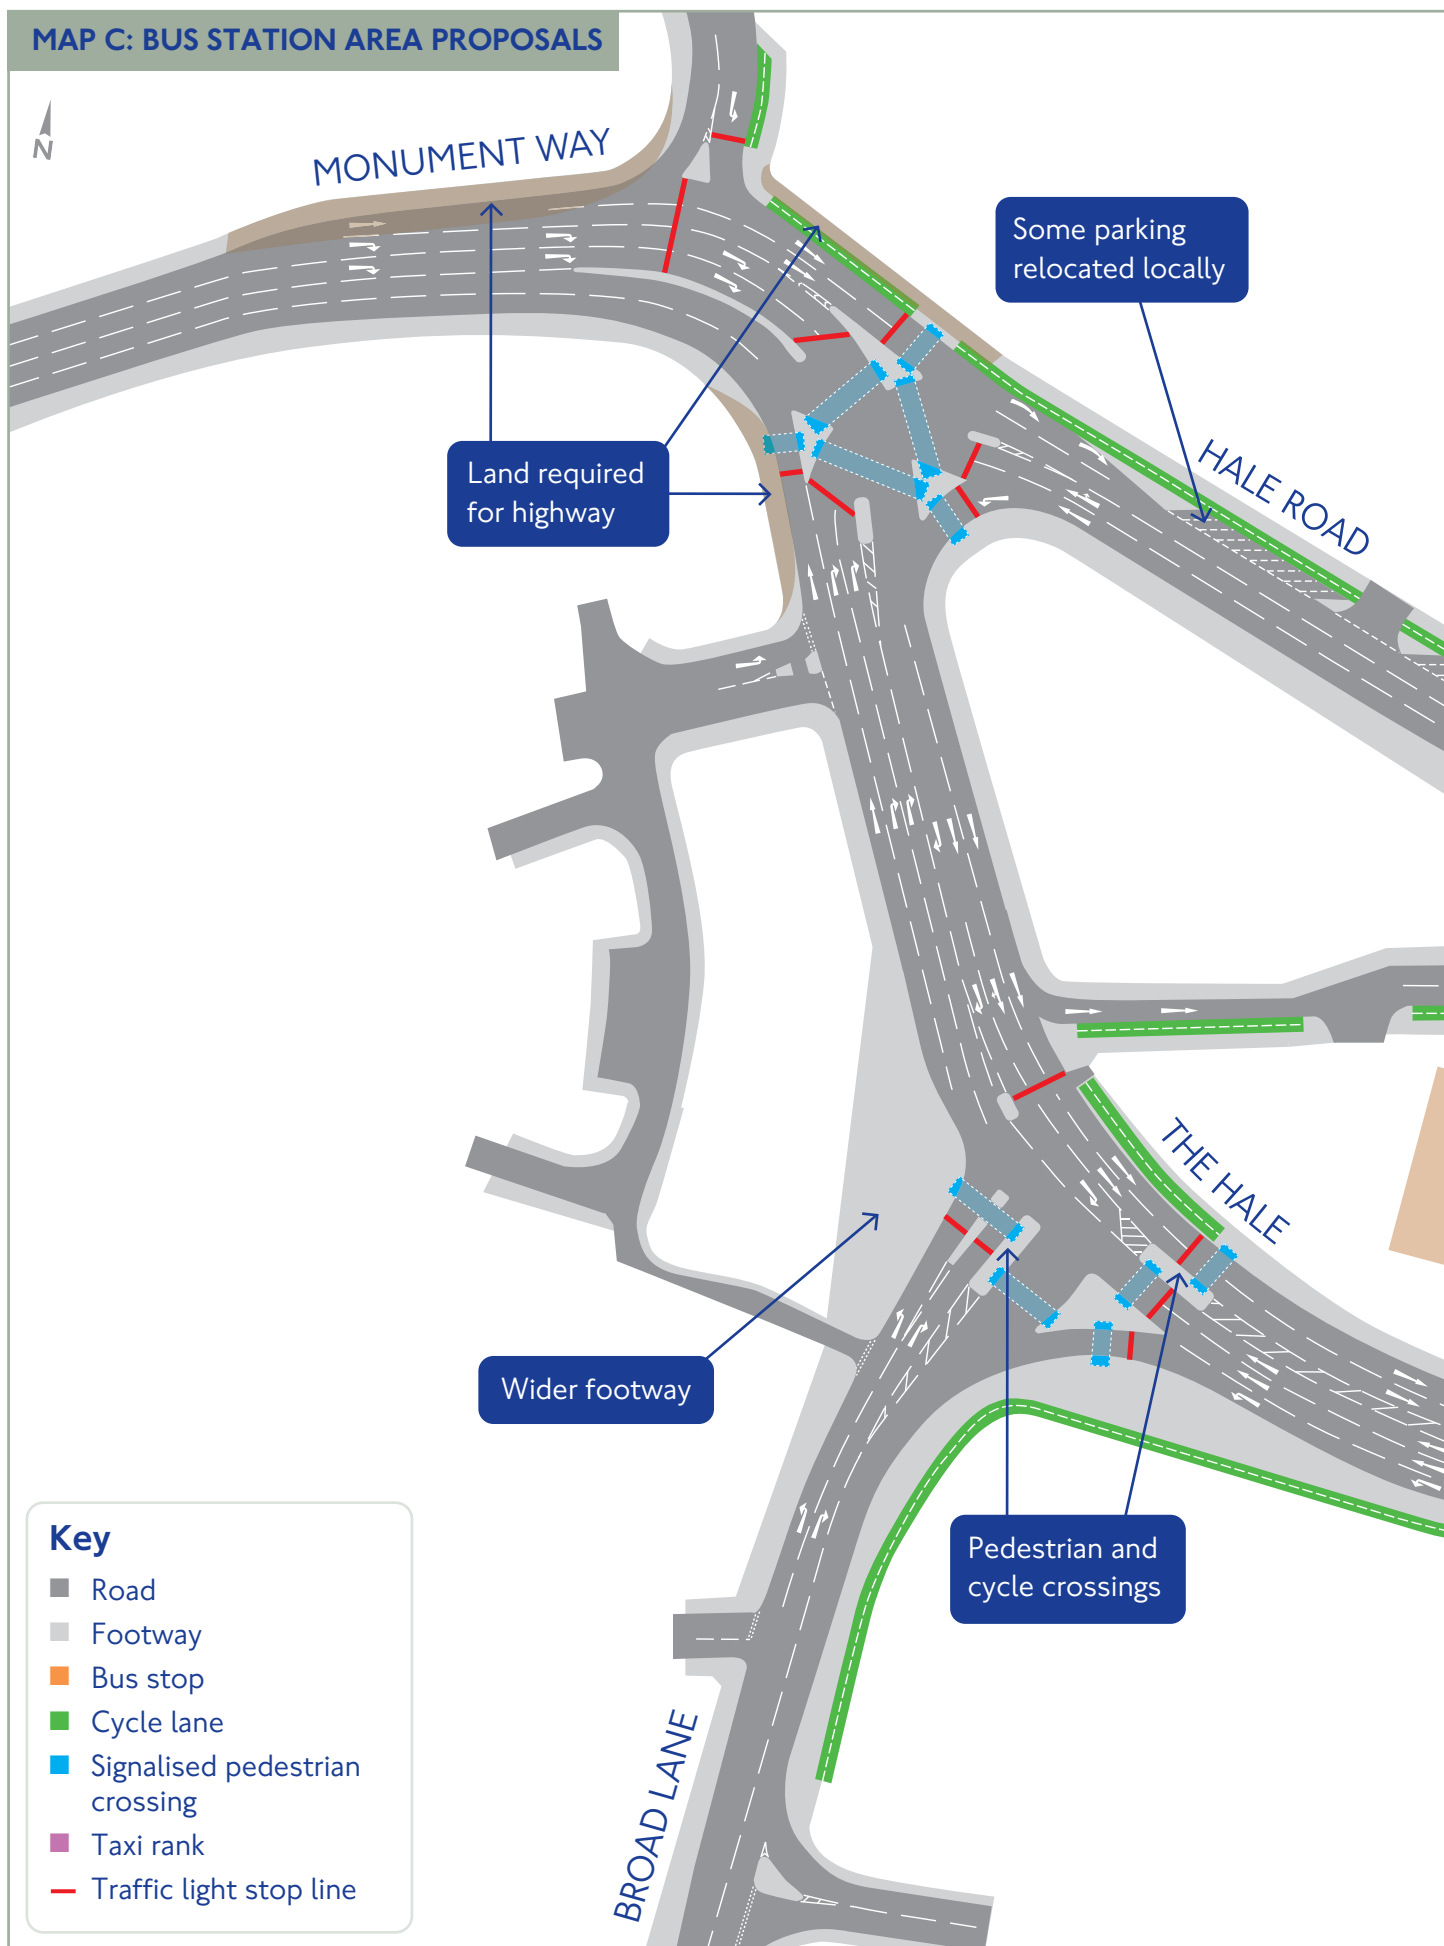 MAP C: BUS STATION AREA PROPOSALS
N
MONUMENT WAY
Some parking
relocated locally
HALE ROAD
Land required
for highway
THE HALE
Wider footway
Pedestrian and
cycle crossings
BROAD LANE
Key
Road
Footway
Bus stop
Cycle lane
Signalised pedestrian
crossing
Taxi rank
Traffic light stop line